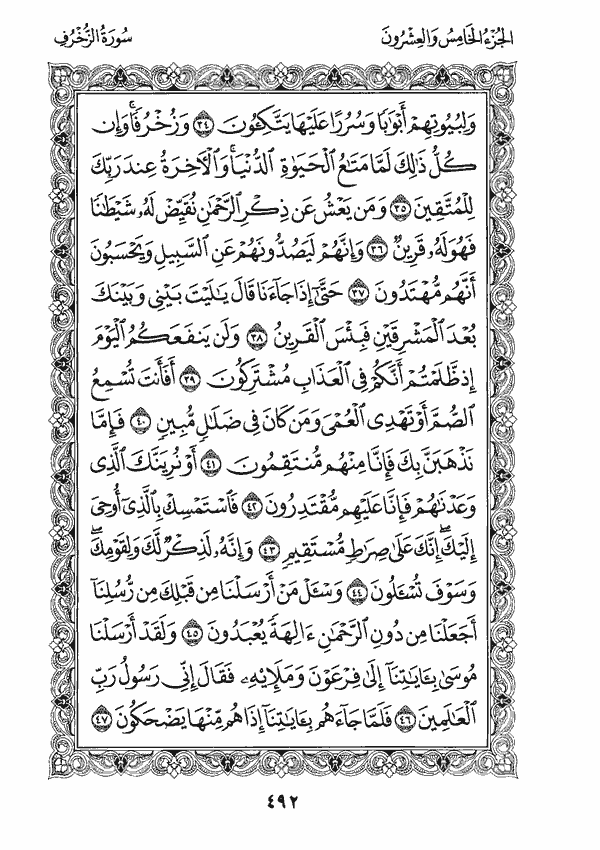 الجزء الخامس والعشرون
سورة الزخرف
وَلِبُيُوتِهِمْ أَبْوَٰبًا وَسُرُرًا عَلَيْهَا يَتَّكِـُٔونَ ٣٤ وَزُخْرُفًا ۚ وَإِن
كُلُّ ذَٰلِكَ لَمَّا مَتَـٰعُ ٱلْحَيَوٰةِ ٱلدُّنْيَا ۚ وَٱلْـَٔاخِرَةُ عِندَ رَبِّكَ
لِلْمُتَّقِينَ ٣٥ وَمَن يَعْشُ عَن ذِكْرِ ٱلرَّحْمَـٰنِ نُقَيِّضْ لَهُۥ شَيْطَـٰنًا
فَهُوَ لَهُۥ قَرِينٌ ٣٦ وَإِنَّهُمْ لَيَصُدُّونَهُمْ عَنِ ٱلسَّبِيلِ وَيَحْسَبُونَ
أَنَّهُم مُّهْتَدُونَ ٣٧ حَتَّىٰٓ إِذَا جَآءَنَا قَالَ يَـٰلَيْتَ بَيْنِى وَبَيْنَكَ
بُعْدَ ٱلْمَشْرِقَيْنِ فَبِئْسَ ٱلْقَرِينُ ٣٨ وَلَن يَنفَعَكُمُ ٱلْيَوْمَ
إِذ ظَّلَمْتُمْ أَنَّكُمْ فِى ٱلْعَذَابِ مُشْتَرِكُونَ ٣٩ أَفَأَنتَ تُسْمِعُ
ٱلصُّمَّ أَوْ تَهْدِى ٱلْعُمْىَ وَمَن كَانَ فِى ضَلَـٰلٍ مُّبِينٍ ٤٠ فَإِمَّا
نَذْهَبَنَّ بِكَ فَإِنَّا مِنْهُم مُّنتَقِمُونَ ٤١ أَوْ نُرِيَنَّكَ ٱلَّذِى
وَعَدْنَـٰهُمْ فَإِنَّا عَلَيْهِم مُّقْتَدِرُونَ ٤٢ فَٱسْتَمْسِكْ بِٱلَّذِىٓ أُوحِىَ
إِلَيْكَ ۖ إِنَّكَ عَلَىٰ صِرَٰطٍ مُّسْتَقِيمٍ ٤٣ وَإِنَّهُۥ لَذِكْرٌ لَّكَ وَلِقَوْمِكَ ۖ
وَسَوْفَ تُسْـَٔلُونَ ٤٤ وَسْـَٔلْ مَنْ أَرْسَلْنَا مِن قَبْلِكَ مِن رُّسُلِنَآ
أَجَعَلْنَا مِن دُونِ ٱلرَّحْمَـٰنِ ءَالِهَةً يُعْبَدُونَ ٤٥ وَلَقَدْ أَرْسَلْنَا
مُوسَىٰ بِـَٔايَـٰتِنَآ إِلَىٰ فِرْعَوْنَ وَمَلَإِي۟هِۦ فَقَالَ إِنِّى رَسُولُ رَبِّ
ٱلْعَـٰلَمِينَ ٤٦ فَلَمَّا جَآءَهُم بِـَٔايَـٰتِنَآ إِذَا هُم مِّنْهَا يَضْحَكُونَ ٤٧
٤٩٢